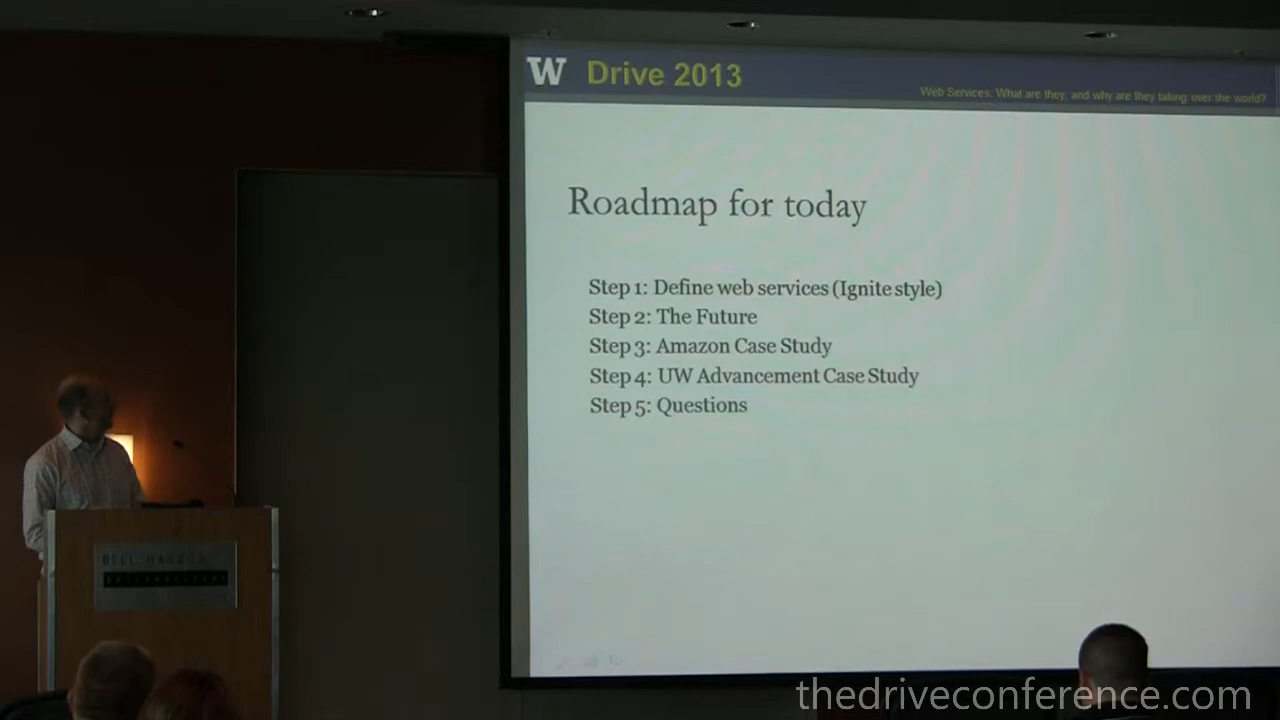 W Drive 2013
Web Services: What are they, and why are they taking over the world?
Roadmap for today
Step 1: Define web services (Ignite style)
Step 2: The Future
Step 3: Amazon Case Study
Step 4: UW Advancement Case Study
Step 5: Questions
BELL HARBOR
thedriveconference.com